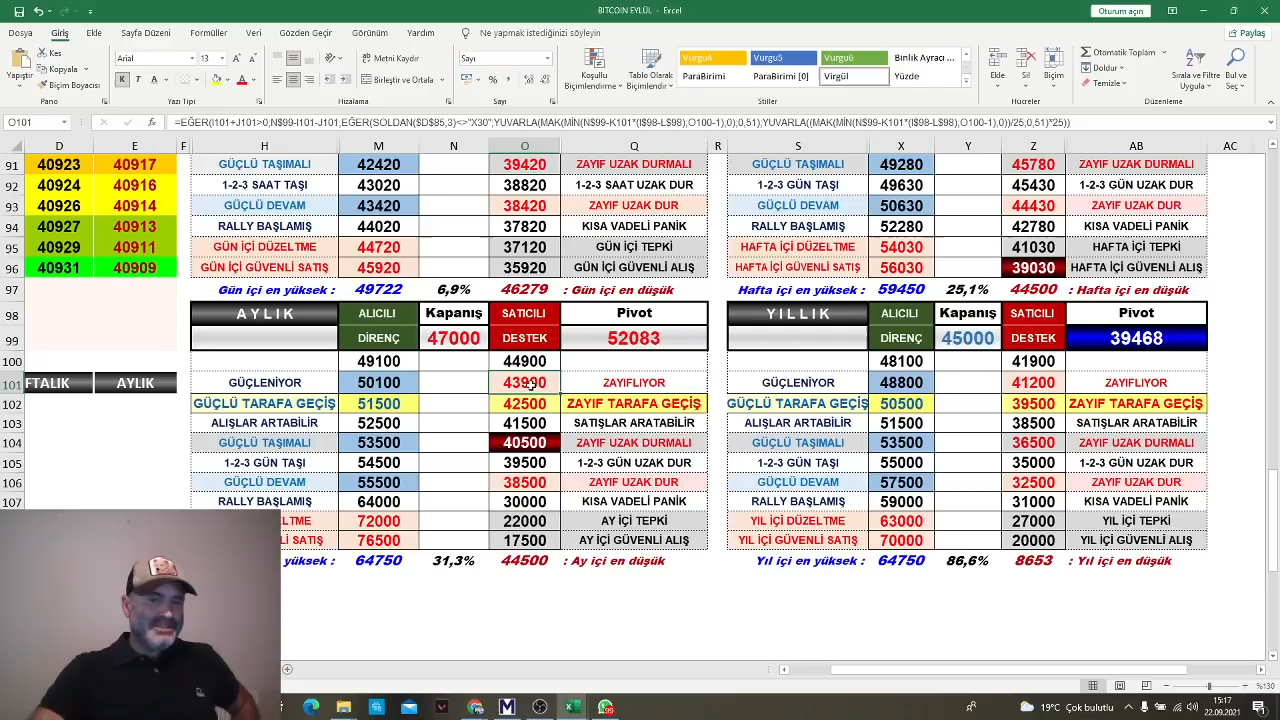 Oturum açın
Dosya Giriş Ekle Sayfa Düzeni Formüller Veri Gözden Geçir Görünüm Yardım Ne yapmak istediğinizi söyleyin Paylaş
Yapıştır
Kes
Kopyala
Biçim Boyacısı
Pano
Arial 13
K T A
Yazı Tipi
Metni Kaydır
Birleştir ve Ortala
Hizalama
Sayı
Sayı
Koşullu Biçimlendirme
Tablo Olarak Biçimlendir
Vurgu4 Vurgu5 Vurgu6 Binlik Ayracı ...
ParaBirimi ParaBirimi [0] Virgül Yüzde
Stiller
Ekle Sil Biçim
Hücreler
Otomatik Toplam
Doldur
Temizle
Sırala ve Filtre Uygula
Bul ve Seç
Düzenleme
O101 fx =EĞER(I101+J101>0,N$99-I101-J101,EĞER(SOLDAN($D$85,3)<>"X30",YUVARLA(MAK(MİN(N$99-K101*(I$98-L$98),O100-1),0);0,51),YUVARLA((MAK(MİN(N$99-K101*(I$98-L$98),O100-1),0))/25,0,51)*25))
D E F H M N O Q R S X Y Z AB AC
91 40923 40917 GÜÇLÜ TAŞIMALI 42420 39420 ZAYIF UZAK DURMALI GÜÇLÜ TAŞIMALI 49280 45780 ZAYIF UZAK DURMALI
92 40924 40916 1-2-3 SAAT TAŞI 43020 38820 1-2-3 SAAT UZAK DUR 1-2-3 GÜN TAŞI 49630 45430 1-2-3 GÜN UZAK DUR
93 40926 40914 GÜÇLÜ DEVAM 43420 38420 ZAYIF UZAK DUR GÜÇLÜ DEVAM 50630 44430 ZAYIF UZAK DUR
94 40927 40913 RALLY BAŞLAMIŞ 44020 37820 KISA VADELİ PANİK RALLY BAŞLAMIŞ 52280 42780 KISA VADELİ PANİK
95 40929 40911 GÜN İÇİ DÜZELTME 44720 37120 GÜN İÇİ TEPKİ HAFTA İÇİ DÜZELTME 54030 41030 HAFTA İÇİ TEPKİ
96 40931 40909 GÜN İÇİ GÜVENLİ SATIŞ 45920 35920 GÜN İÇİ GÜVENLİ ALIŞ HAFTA İÇİ GÜVENLİ SATIŞ 56030 39030 HAFTA İÇİ GÜVENLİ ALIŞ
97 Gün içi en yüksek : 49722 6,9% 46279 : Gün içi en düşük Hafta içi en yüksek : 59450 25,1% 44500 : Hafta içi en düşük
98 AYLIK ALICILI Kapanış SATICILI Pivot YILLIK ALICILI Kapanış SATICILI Pivot
DİRENÇ 47000 DESTEK 52083 DİRENÇ 45000 DESTEK 39468
100 49100 44900 48100 41900
101 FTALIK AYLIK GÜÇLENİYOR 50100 43900 ZAYIFLIYOR GÜÇLENİYOR 48800 41200 ZAYIFLIYOR
102 GÜÇLÜ TARAFA GEÇİŞ 51500 42500 ZAYIF TARAFA GEÇİŞ GÜÇLÜ TARAFA GEÇİŞ 50500 39500 ZAYIF TARAFA GEÇİŞ
103 ALIŞLAR ARTABİLİR 52500 41500 SATIŞLAR ARATABİLİR ALIŞLAR ARTABİLİR 51500 38500 SATIŞLAR ARATABİLİR
104 GÜÇLÜ TAŞIMALI 53500 40500 ZAYIF UZAK DURMALI GÜÇLÜ TAŞIMALI 53500 36500 ZAYIF UZAK DURMALI
105 1-2-3 GÜN TAŞI 54500 39500 1-2-3 GÜN UZAK DUR 1-2-3 GÜN TAŞI 55000 35000 1-2-3 GÜN UZAK DUR
106 GÜÇLÜ DEVAM 55500 38500 ZAYIF UZAK DUR GÜÇLÜ DEVAM 57500 32500 ZAYIF UZAK DUR
107 RALLY BAŞLAMIŞ 64000 30000 KISA VADELİ PANİK RALLY BAŞLAMIŞ 59000 31000 KISA VADELİ PANİK
ELTME 72000 22000 AY İÇİ TEPKİ YIL İÇİ DÜZELTME 63000 27000 YIL İÇİ TEPKİ
Lİ SATIŞ 76500 17500 AY İÇİ GÜVENLİ ALIŞ YIL İÇİ GÜVENLİ SATIŞ 70000 20000 YIL İÇİ GÜVENLİ ALIŞ
yüksek : 64750 31,3% 44500 : Ay içi en düşük Yıl içi en yüksek : 64750 86,6% 8653 : Yıl içi en düşük
%130
99
19°C Çok bulutlu
15:17
22.09.2021